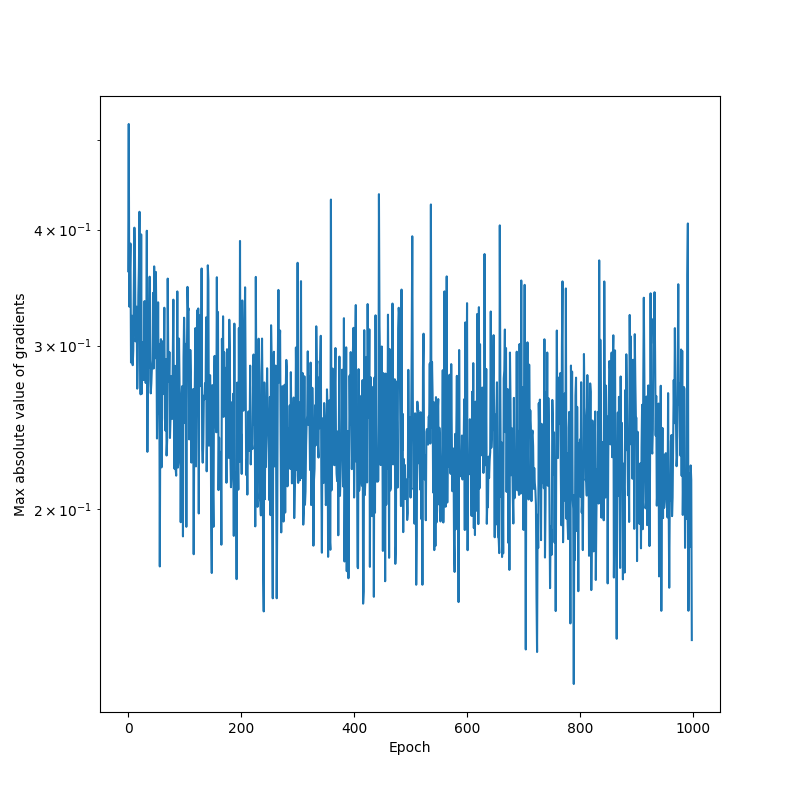 Max absolute value of gradients
4 × 10⁻¹
3 × 10⁻¹
2 × 10⁻¹
0 200 400 600 800 1000
Epoch